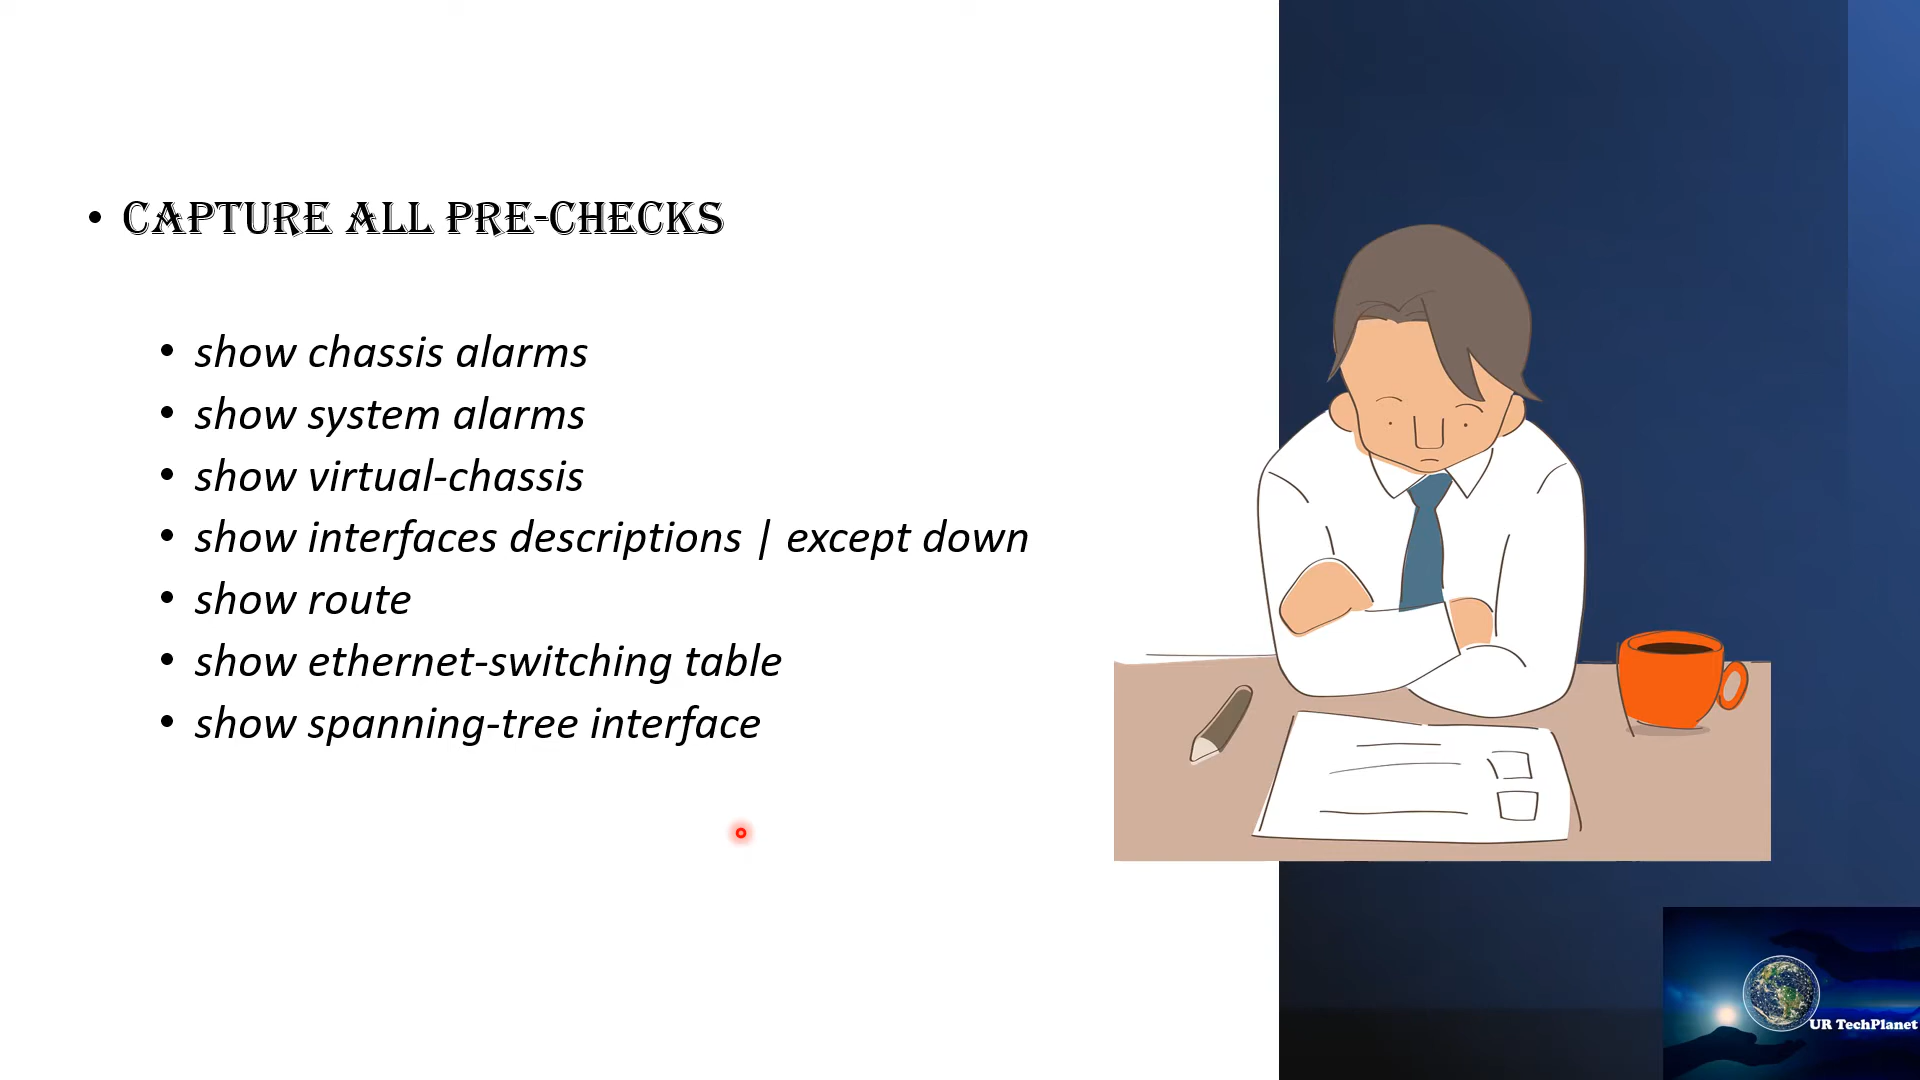 • CAPTURE ALL PRE-CHECKS
• show chassis alarms
• show system alarms
• show virtual-chassis
• show interfaces descriptions | except down
• show route
• show ethernet-switching table
• show spanning-tree interface
UR TechPlanet